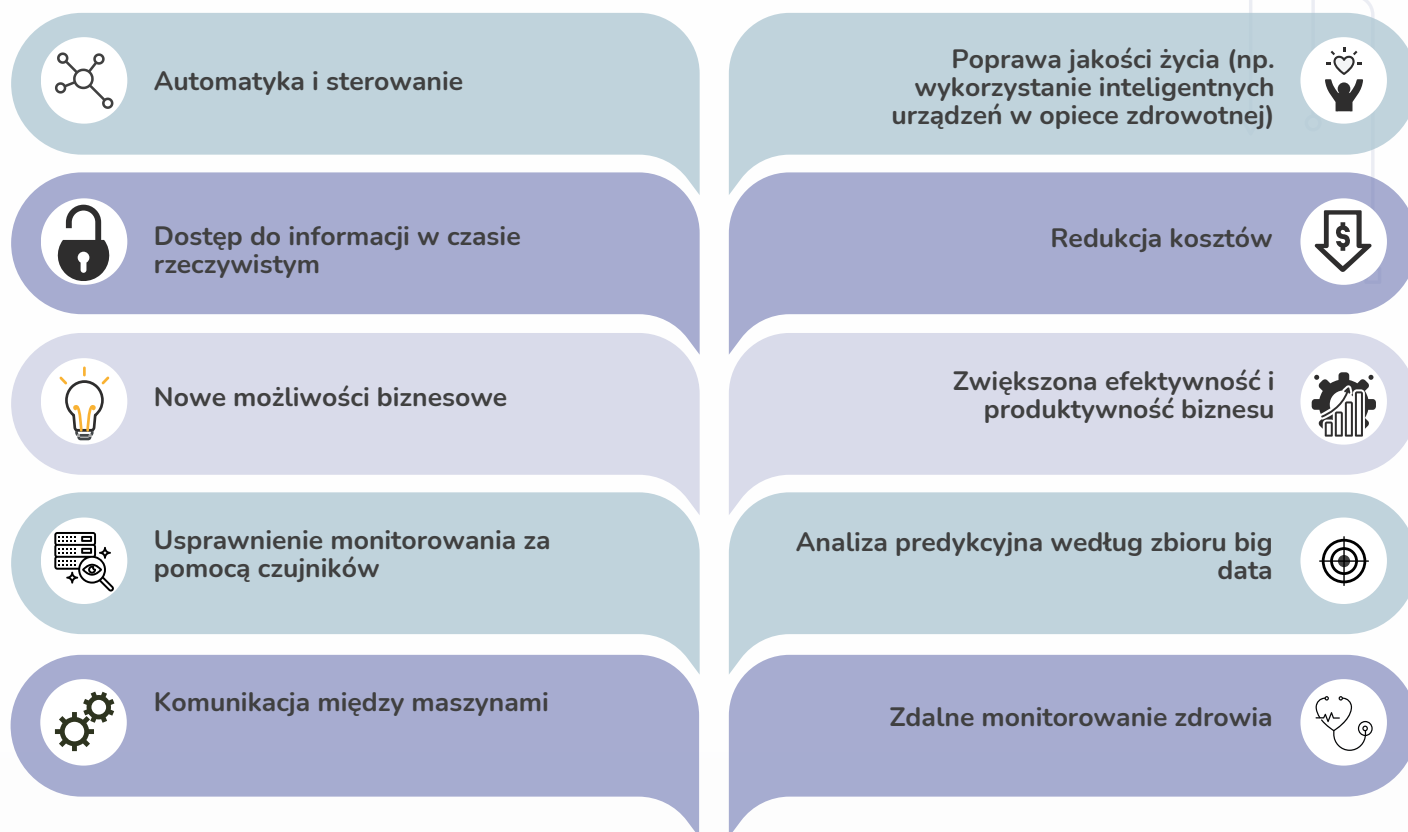 Automatyka i sterowanie
Poprawa jakości życia (np.
wykorzystanie inteligentnych
urządzeń w opiece zdrowotnej)
Dostęp do informacji w czasie
rzeczywistym
Redukcja kosztów
$
Nowe możliwości biznesowe
Zwiększona efektywność i
produktywność biznesu
Usprawnienie monitorowania za
pomocą czujników
Analiza predykcyjna według zbioru big
data
Komunikacja między maszynami
Zdalne monitorowanie zdrowia